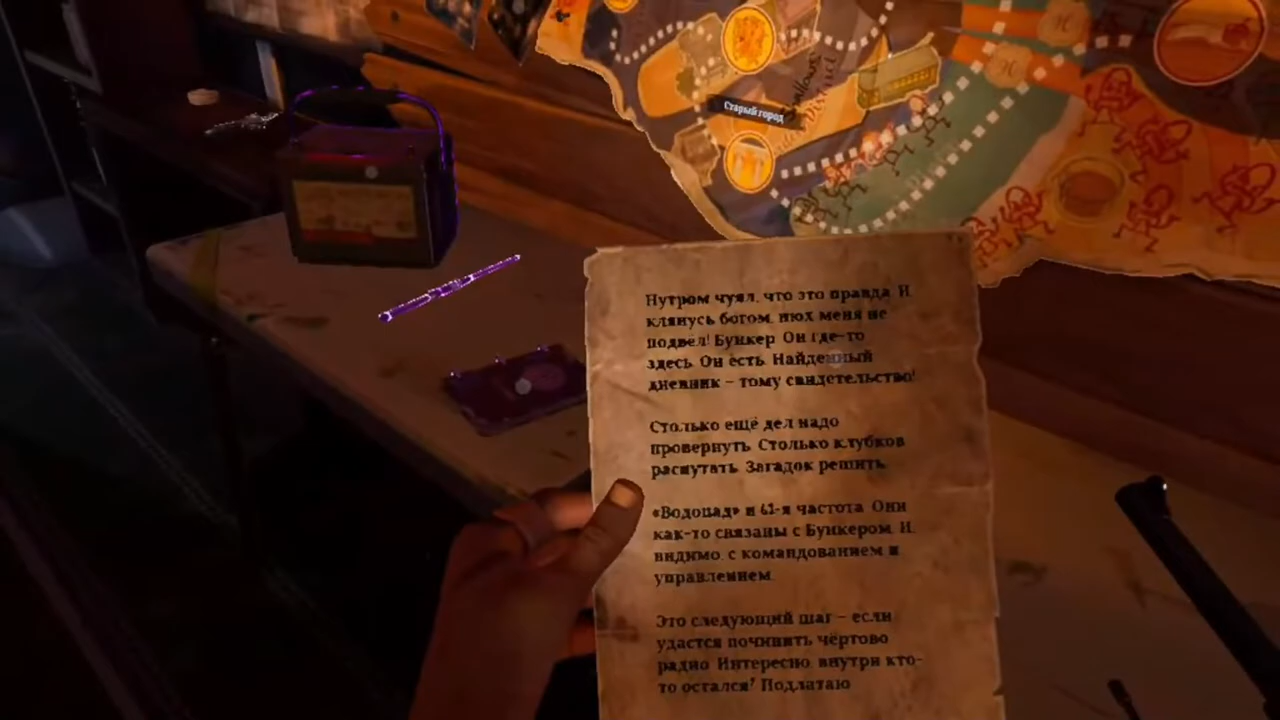 Старый город
District
Нутром чуял, что это правда. И,
клянусь богом, нюх меня не
подвёл! Бункер. Он где-то
здесь. Он есть. Найденный
дневник – тому свидетельство!
Столько ещё дел надо
провернуть. Столько клубков
распутать. Загадок решить.
«Водопад» и 61-я частота. Они
как-то связаны с Бункером. И,
видимо, с командованием и
управлением.
Это следующий шаг – если
удастся починить чёртово
радио. Интересно, внутри кто-
то остался? Подлатаю